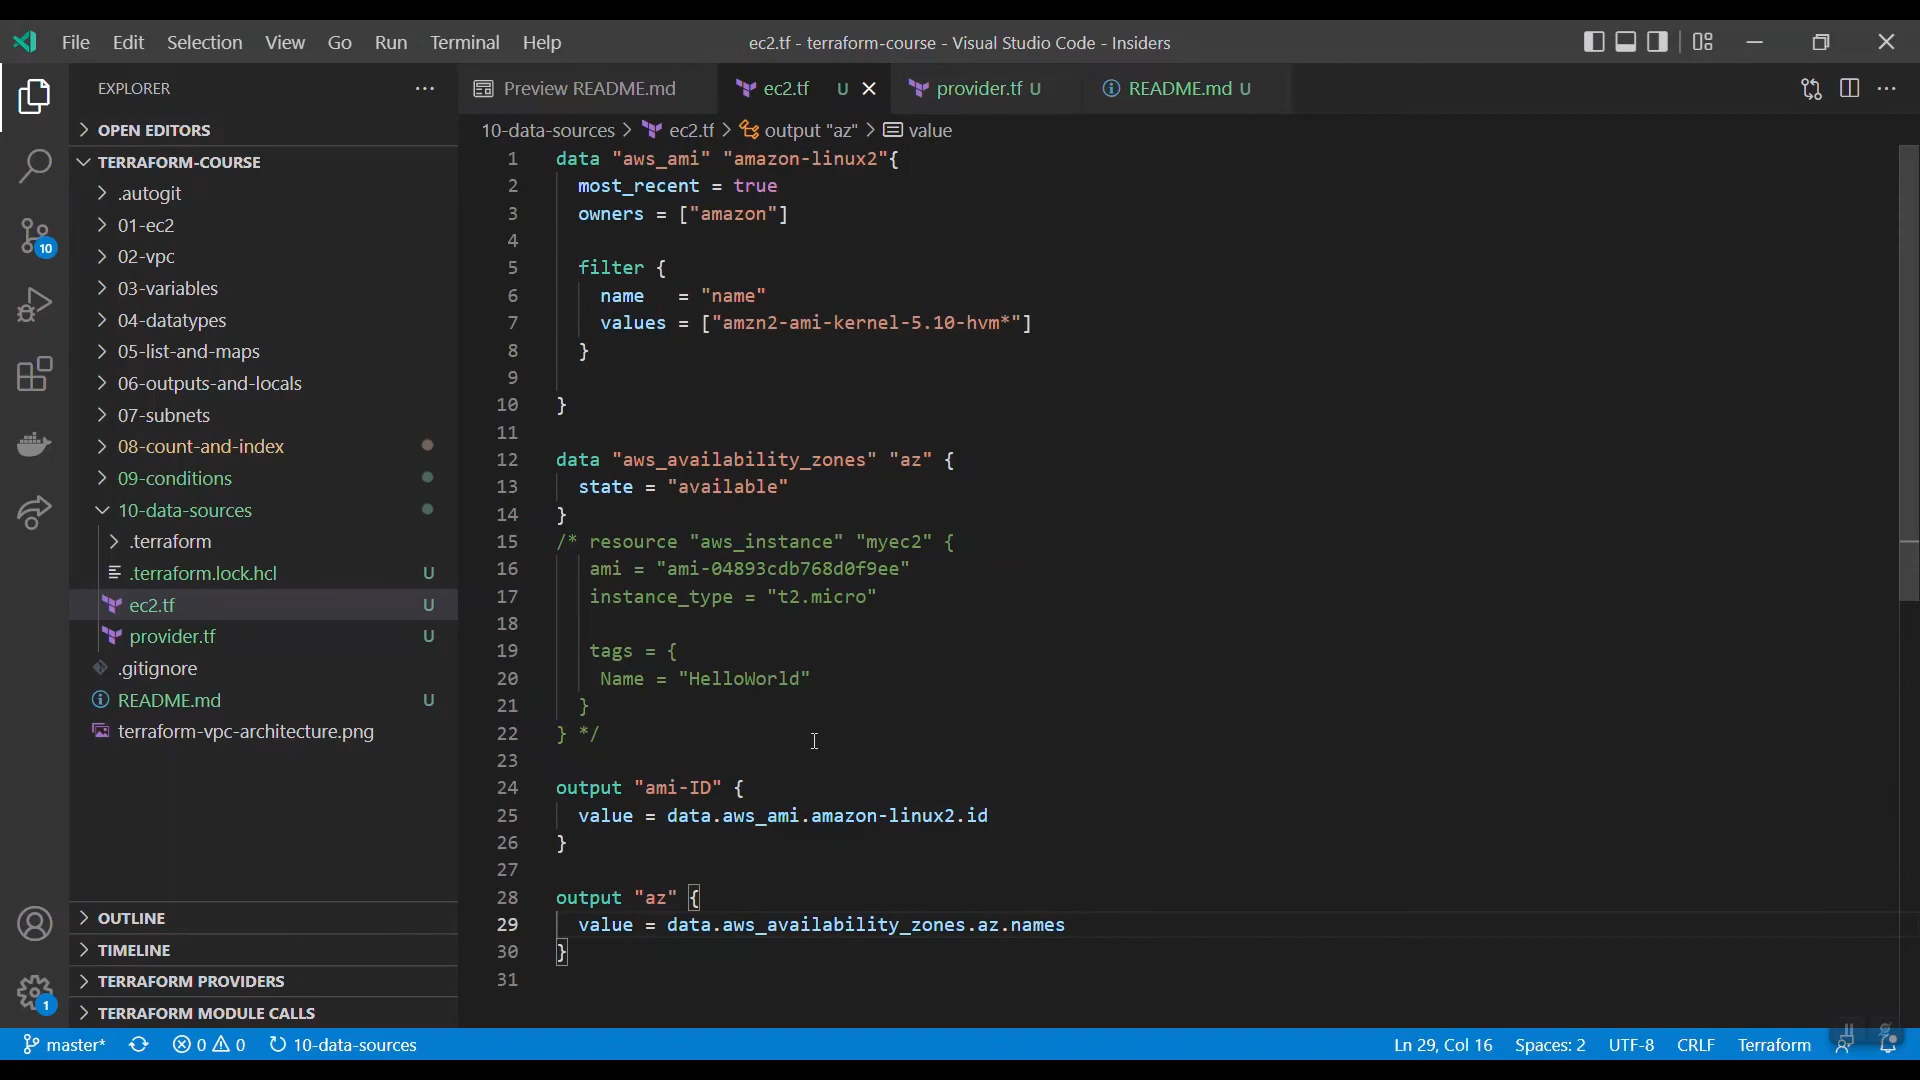 File Edit Selection View Go Run Terminal Help
ec2.tf - terraform-course - Visual Studio Code - Insiders
EXPLORER
OPEN EDITORS
TERRAFORM-COURSE
.autogit
01-ec2
02-vpc
03-variables
04-datatypes
05-list-and-maps
06-outputs-and-locals
07-subnets
08-count-and-index
09-conditions
10-data-sources
.terraform
.terraform.lock.hcl U
ec2.tf U
provider.tf U
.gitignore
README.md U
terraform-vpc-architecture.png
OUTLINE
TIMELINE
TERRAFORM PROVIDERS
TERRAFORM MODULE CALLS
10
1
Preview README.md ec2.tf U provider.tf U README.md U
10-data-sources > ec2.tf > output "az" > value
1 data "aws_ami" "amazon-linux2"{
2 most_recent = true
3 owners = ["amazon"]
4
5 filter {
6 name   = "name"
7 values = ["amzn2-ami-kernel-5.10-hvm*"]
8 }
9
10 }
11
12 data "aws_availability_zones" "az" {
13 state = "available"
14 }
15 /* resource "aws_instance" "myec2" {
16 ami = "ami-04893cdb768d0f9ee"
17 instance_type = "t2.micro"
18
19 tags = {
20 Name = "HelloWorld"
21 }
22 } */
23
24 output "ami-ID" {
25 value = data.aws_ami.amazon-linux2.id
26 }
27
28 output "az" {
29 value = data.aws_availability_zones.az.names
30 }
31
master* 0 0 10-data-sources Ln 29, Col 16 Spaces: 2 UTF-8 CRLF Terraform